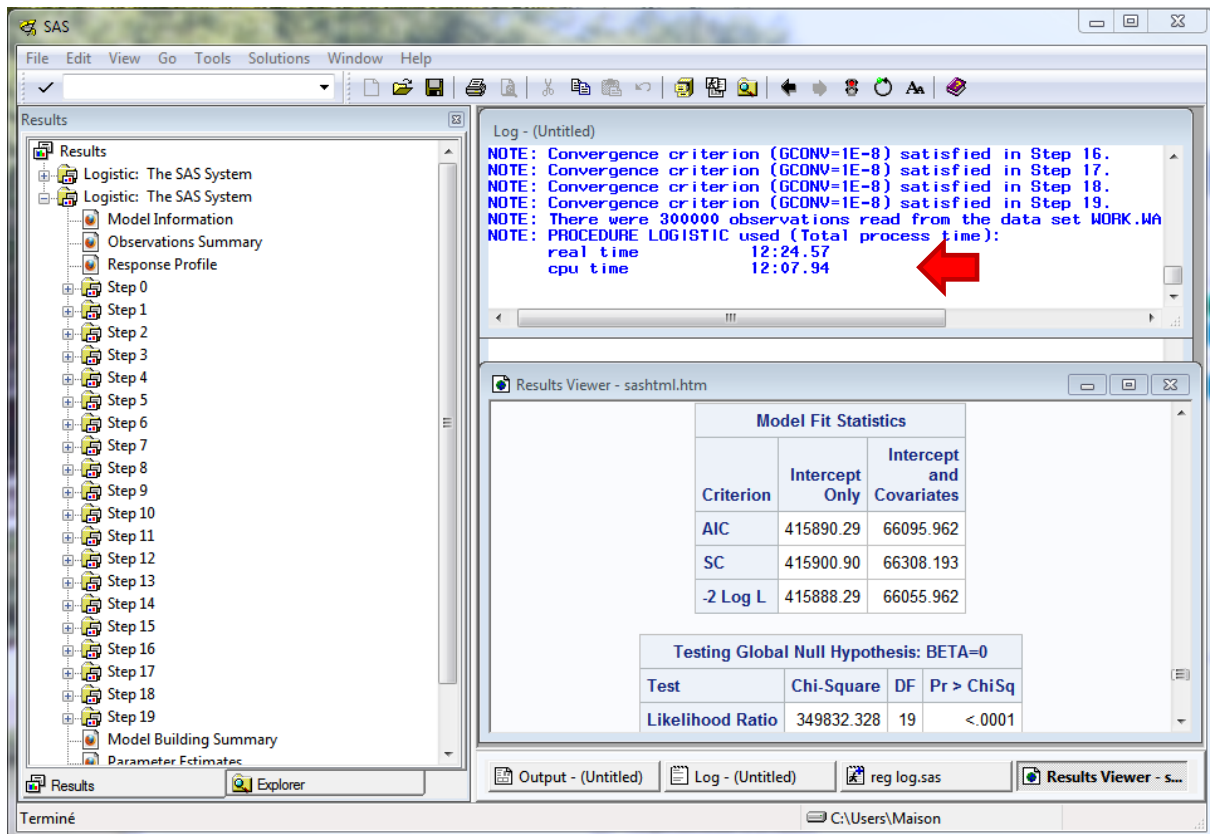 SAS
File Edit View Go Tools Solutions Window Help
Results
Results
Logistic: The SAS System
Logistic: The SAS System
Model Information
Observations Summary
Response Profile
Step 0
Step 1
Step 2
Step 3
Step 4
Step 5
Step 6
Step 7
Step 8
Step 9
Step 10
Step 11
Step 12
Step 13
Step 14
Step 15
Step 16
Step 17
Step 18
Step 19
Model Building Summary
Parameter Estimates
Results Explorer
Log - (Untitled)
NOTE: Convergence criterion (GCONV=1E-8) satisfied in Step 16.
NOTE: Convergence criterion (GCONV=1E-8) satisfied in Step 17.
NOTE: Convergence criterion (GCONV=1E-8) satisfied in Step 18.
NOTE: Convergence criterion (GCONV=1E-8) satisfied in Step 19.
NOTE: There were 300000 observations read from the data set WORK.WA
NOTE: PROCEDURE LOGISTIC used (Total process time):
real time 12:24.57
cpu time 12:07.94
Results Viewer - sashtml.htm
Model Fit Statistics
Criterion Intercept Only Intercept and Covariates
AIC 415890.29 66095.962
SC 415900.90 66308.193
-2 Log L 415888.29 66055.962
Testing Global Null Hypothesis: BETA=0
Test Chi-Square DF Pr > ChiSq
Likelihood Ratio 349832.328 19 <.0001
Output - (Untitled) Log - (Untitled) reg log.sas Results Viewer - s...
Terminé C:\Users\Maison